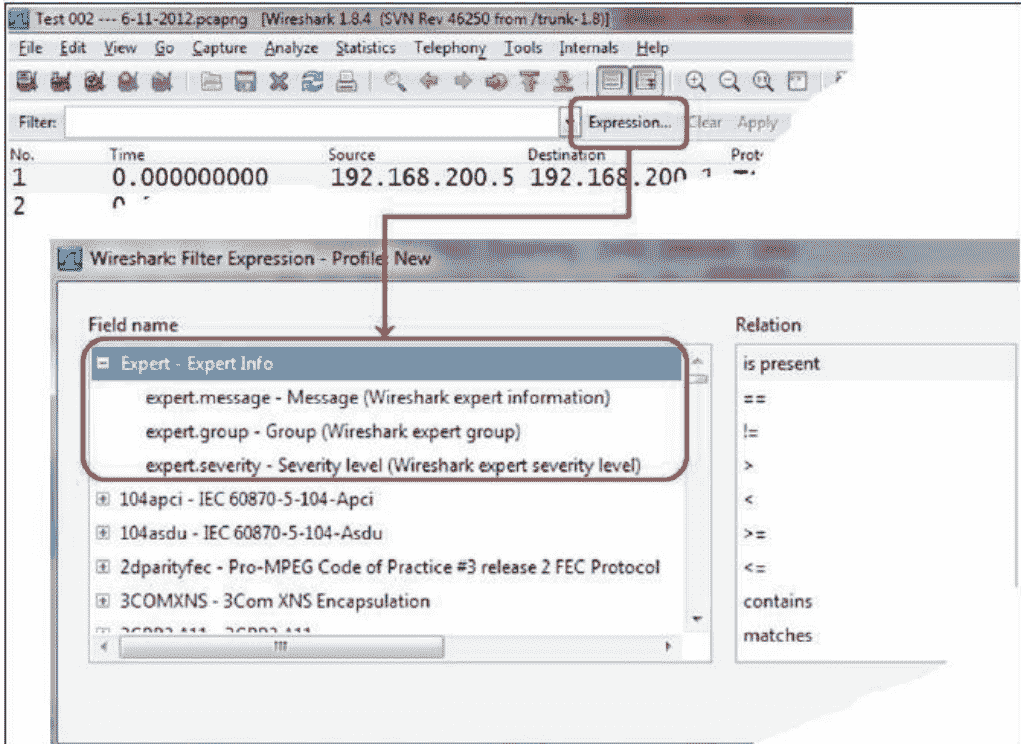 Test 002 --- 6-11-2012.pcapng [Wireshark 1.8.4 (SVN Rev 46250 from /trunk-1.8)]
File Edit View Go Capture Analyze Statistics Telephony Tools Internals Help
Filter: Expression... Clear Apply
No. Time Source Destination
1 0.000000000 192.168.200.5 192.168.200.1
2
Wireshark: Filter Expression - Profile: New
Field name Relation
Expert - Expert Info is present
expert.message - Message (Wireshark expert information) ==
expert.group - Group (Wireshark expert group) !=
expert.severity - Severity level (Wireshark expert severity level) >
104apci - IEC 60870-5-104-Apci <
104asdu - IEC 60870-5-104-Asdu >=
2dparityfec - Pro-MPEG Code of Practice #3 release 2 FEC Protocol <=
3COMXNS - 3Com XNS Encapsulation contains
matches